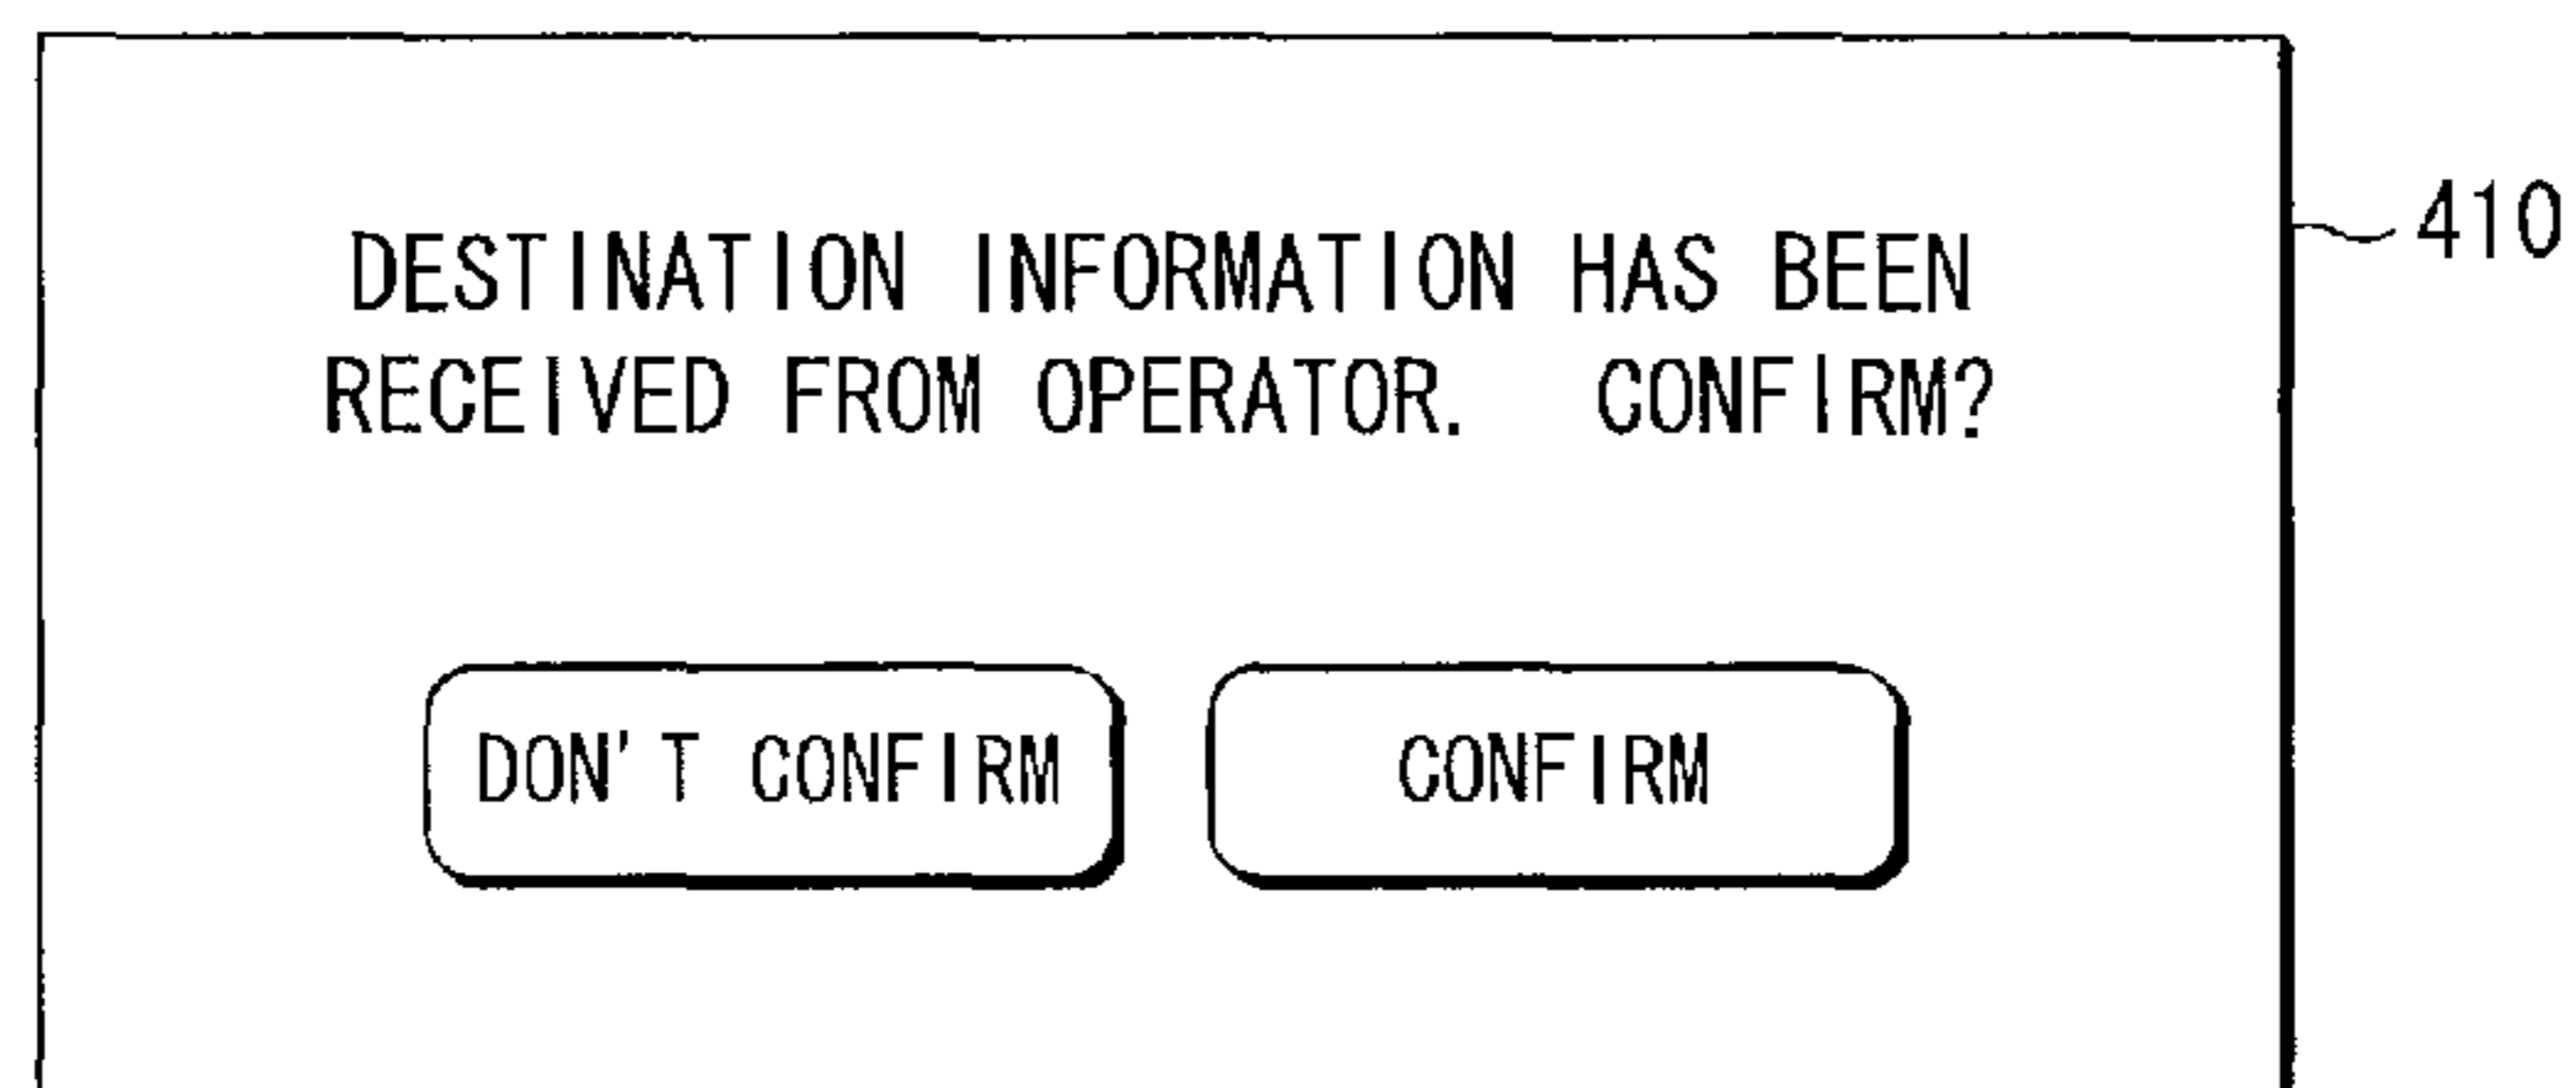 410
DESTINATION INFORMATION HAS BEEN
RECEIVED FROM OPERATOR. CONFIRM?
DON'T CONFIRM
CONFIRM